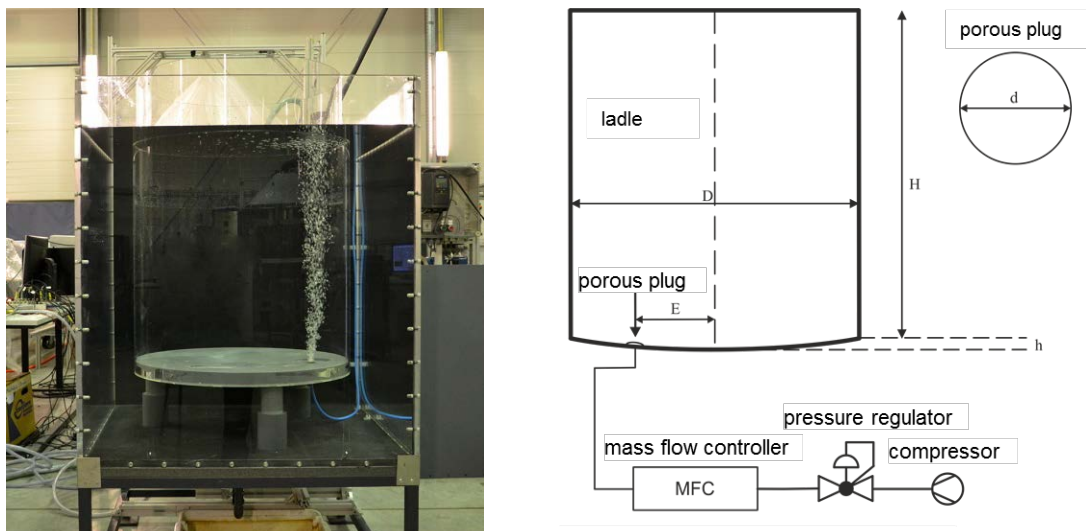 porous plug
d
ladle
H
D
porous plug
E
h
pressure regulator
mass flow controller
compressor
MFC